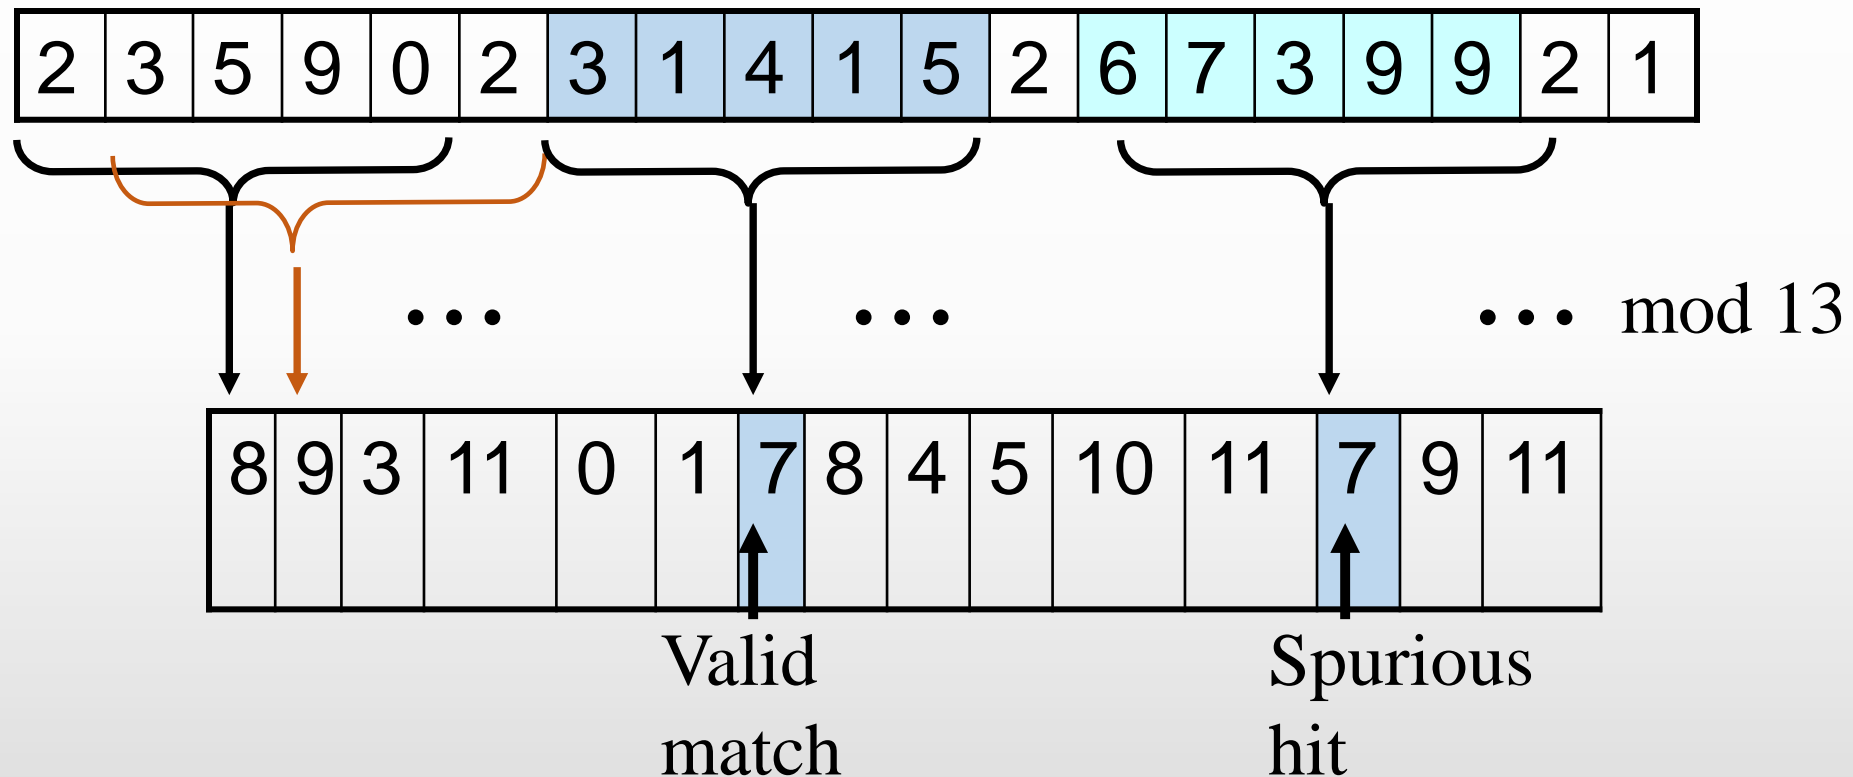 2 3 5 9 0 2 3 1 4 1 5 2 6 7 3 9 9 2 1
... ... ... mod 13
8 9 3 11 0 1 7 8 4 5 10 11 7 9 11
Valid match
Spurious hit